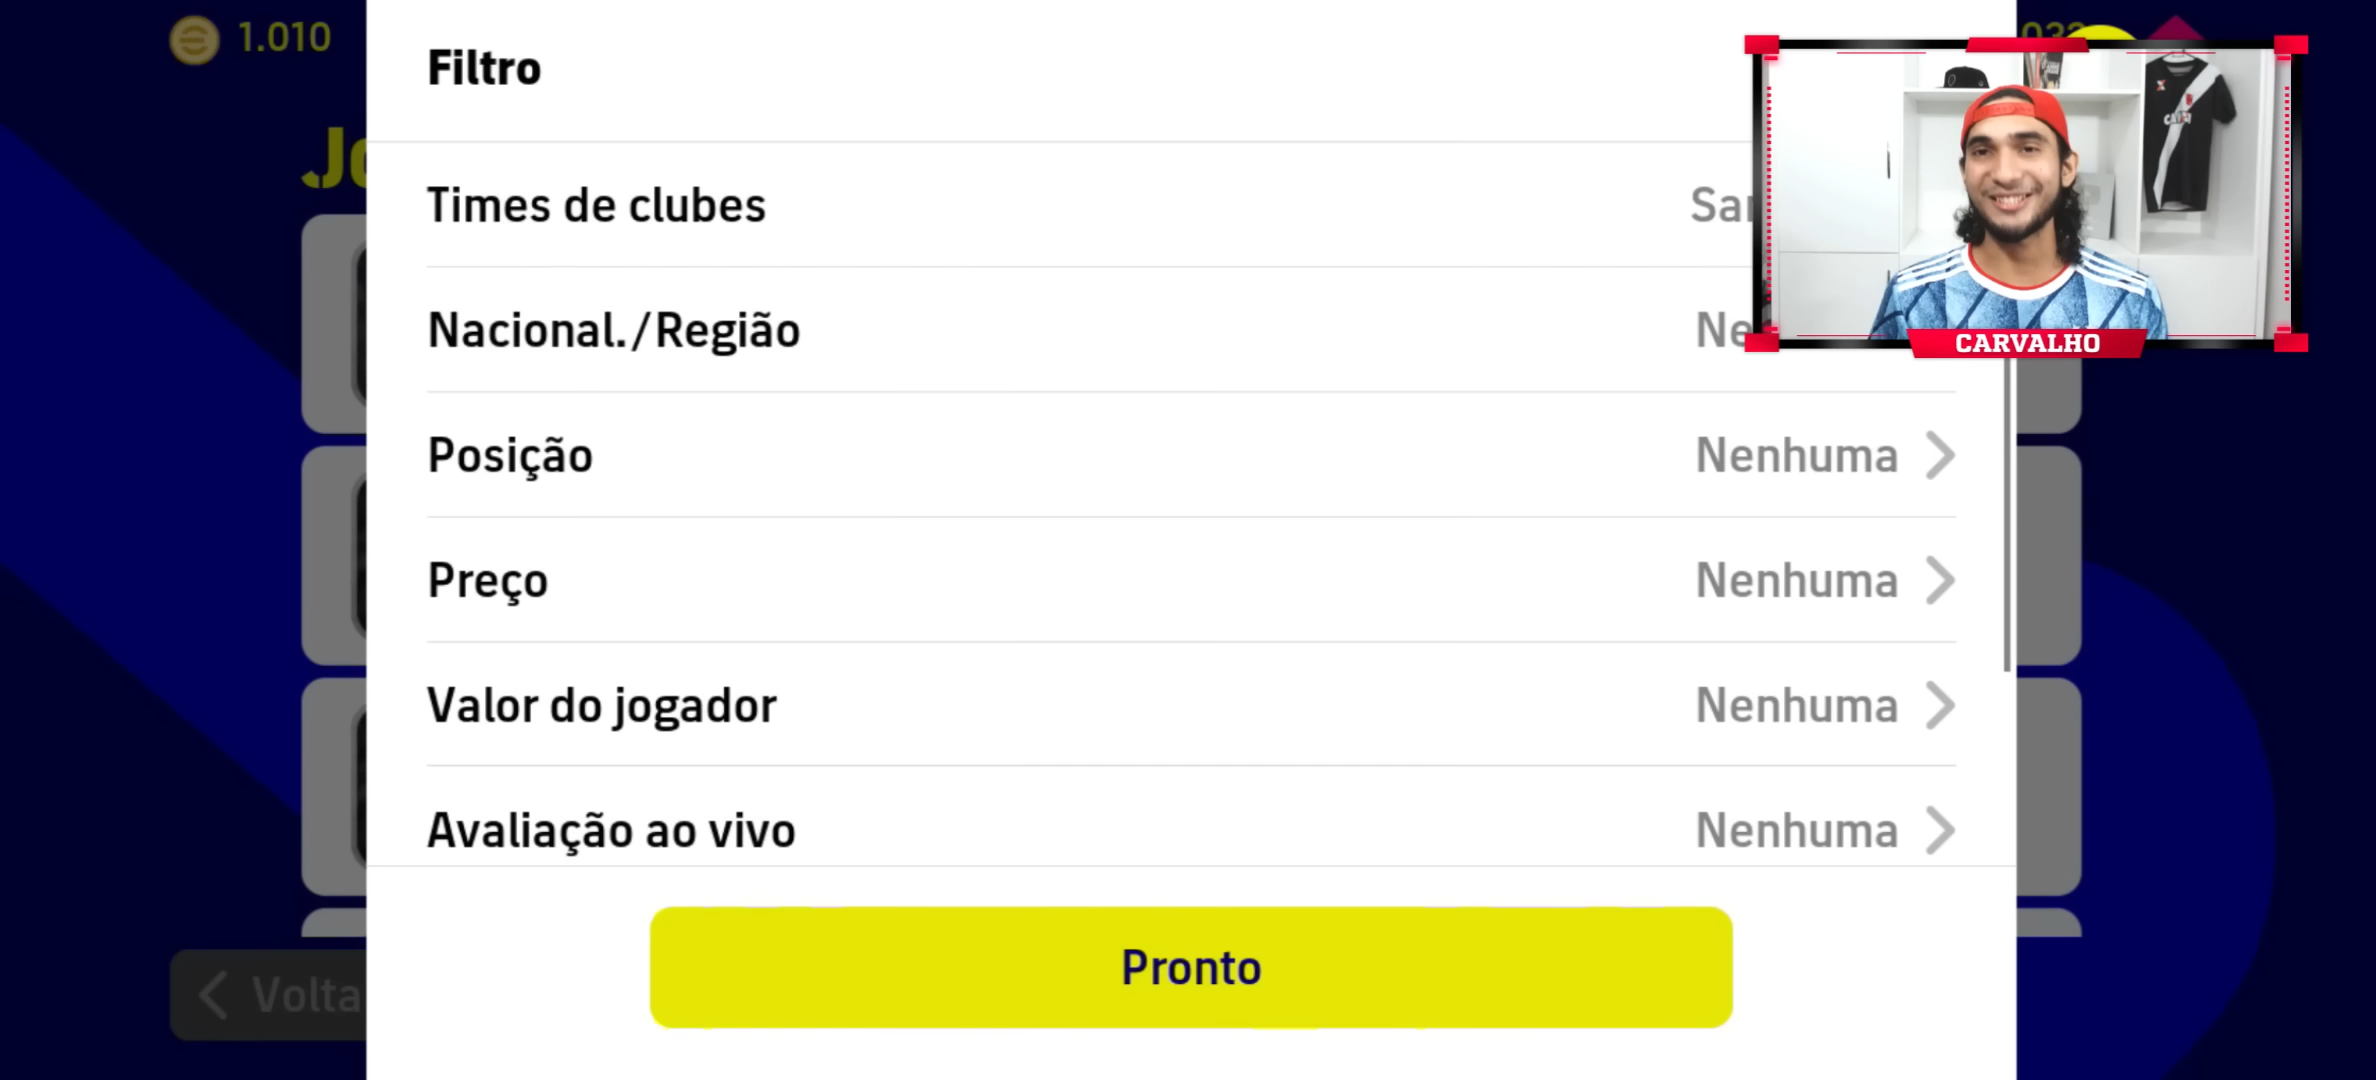 1.010
Filtro
Times de clubes
Nacional./Região
Posição Nenhuma
Preço Nenhuma
Valor do jogador Nenhuma
Avaliação ao vivo Nenhuma
Pronto
CARVALHO